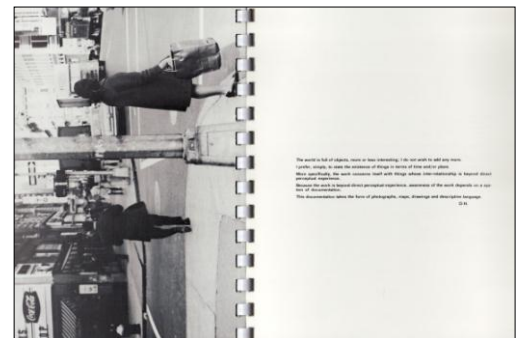 The world is full of objects, more or less interesting; I do not wish to add any more.
I prefer, simply, to state the existence of things in terms of time and/or place.
More specifically, the work concerns itself with things whose inter-relationship is beyond direct
perceptual experience.
Because the work is beyond direct perceptual experience, awareness of the work depends on a sys-
tem of documentation.
This documentation takes the form of photographs, maps, drawings and descriptive language.
D.H.